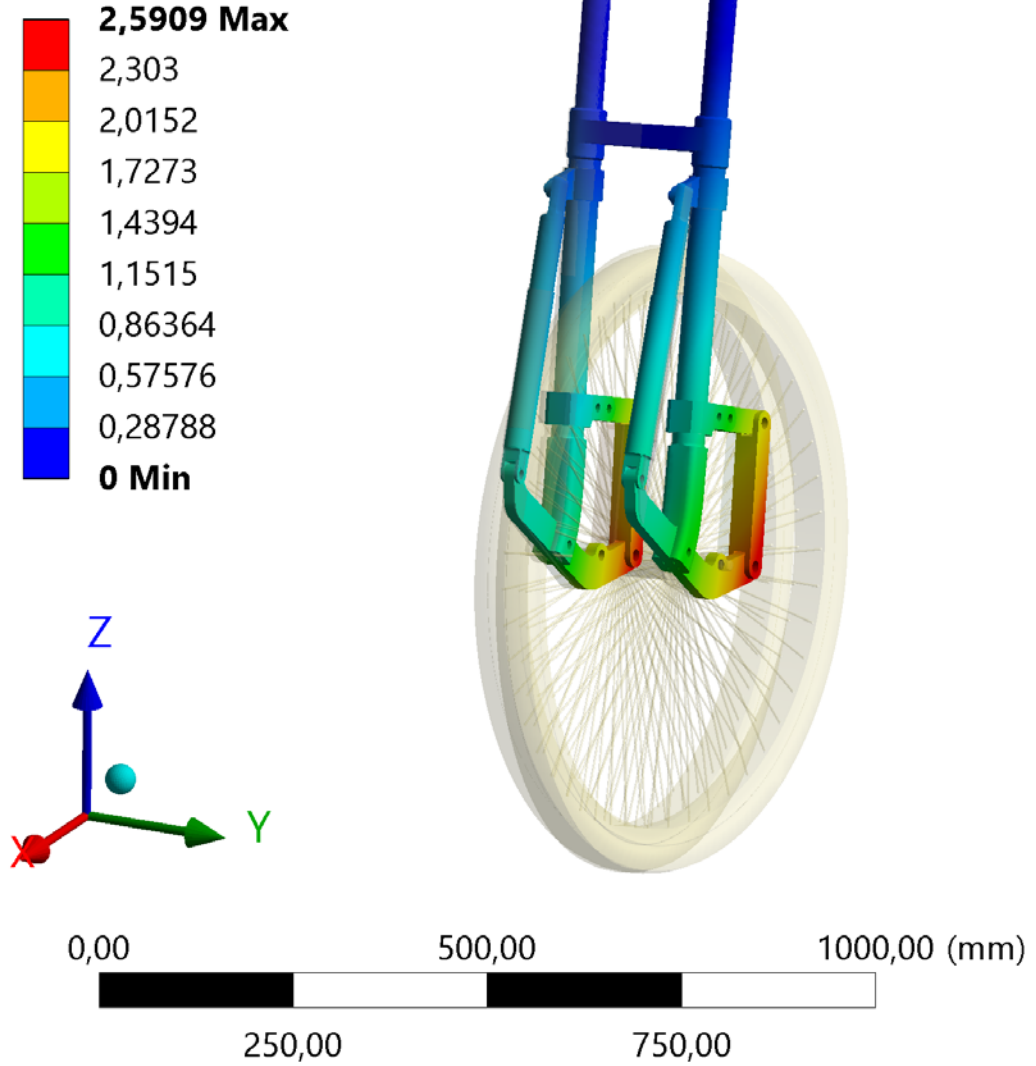 2,5909 Max
2,303
2,0152
1,7273
1,4394
1,1515
0,86364
0,57576
0,28788
0 Min
Z
Y
X
0,00 500,00 1000,00 (mm)
250,00 750,00